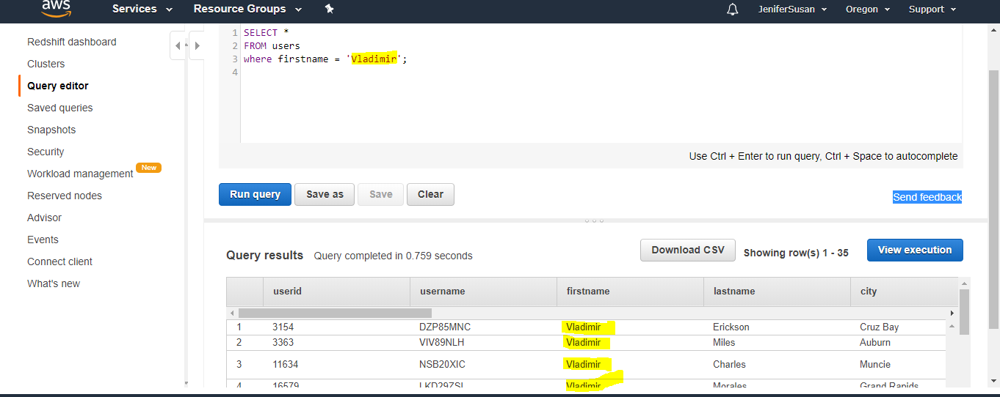 aws Services Resource Groups JeniferSusan Oregon Support
Redshift dashboard
Clusters
Query editor
Saved queries
Snapshots
Security
Workload management New
Reserved nodes
Advisor
Events
Connect client
What's new
1 SELECT *
2 FROM users
3 where firstname = 'Vladimir';
4
Use Ctrl + Enter to run query, Ctrl + Space to autocomplete
Run query Save as Save Clear
Send feedback
Query results Query completed in 0.759 seconds Download CSV Showing row(s) 1 - 35 View execution
userid username firstname lastname city
1 3154 DZP85MNC Vladimir Erickson Cruz Bay
2 3363 VIV89NLH Vladimir Miles Auburn
3 11634 NSB20XIC Vladimir Charles Muncie
4 16579 LKD29ZSL Vladimir Morales Grand Rapids